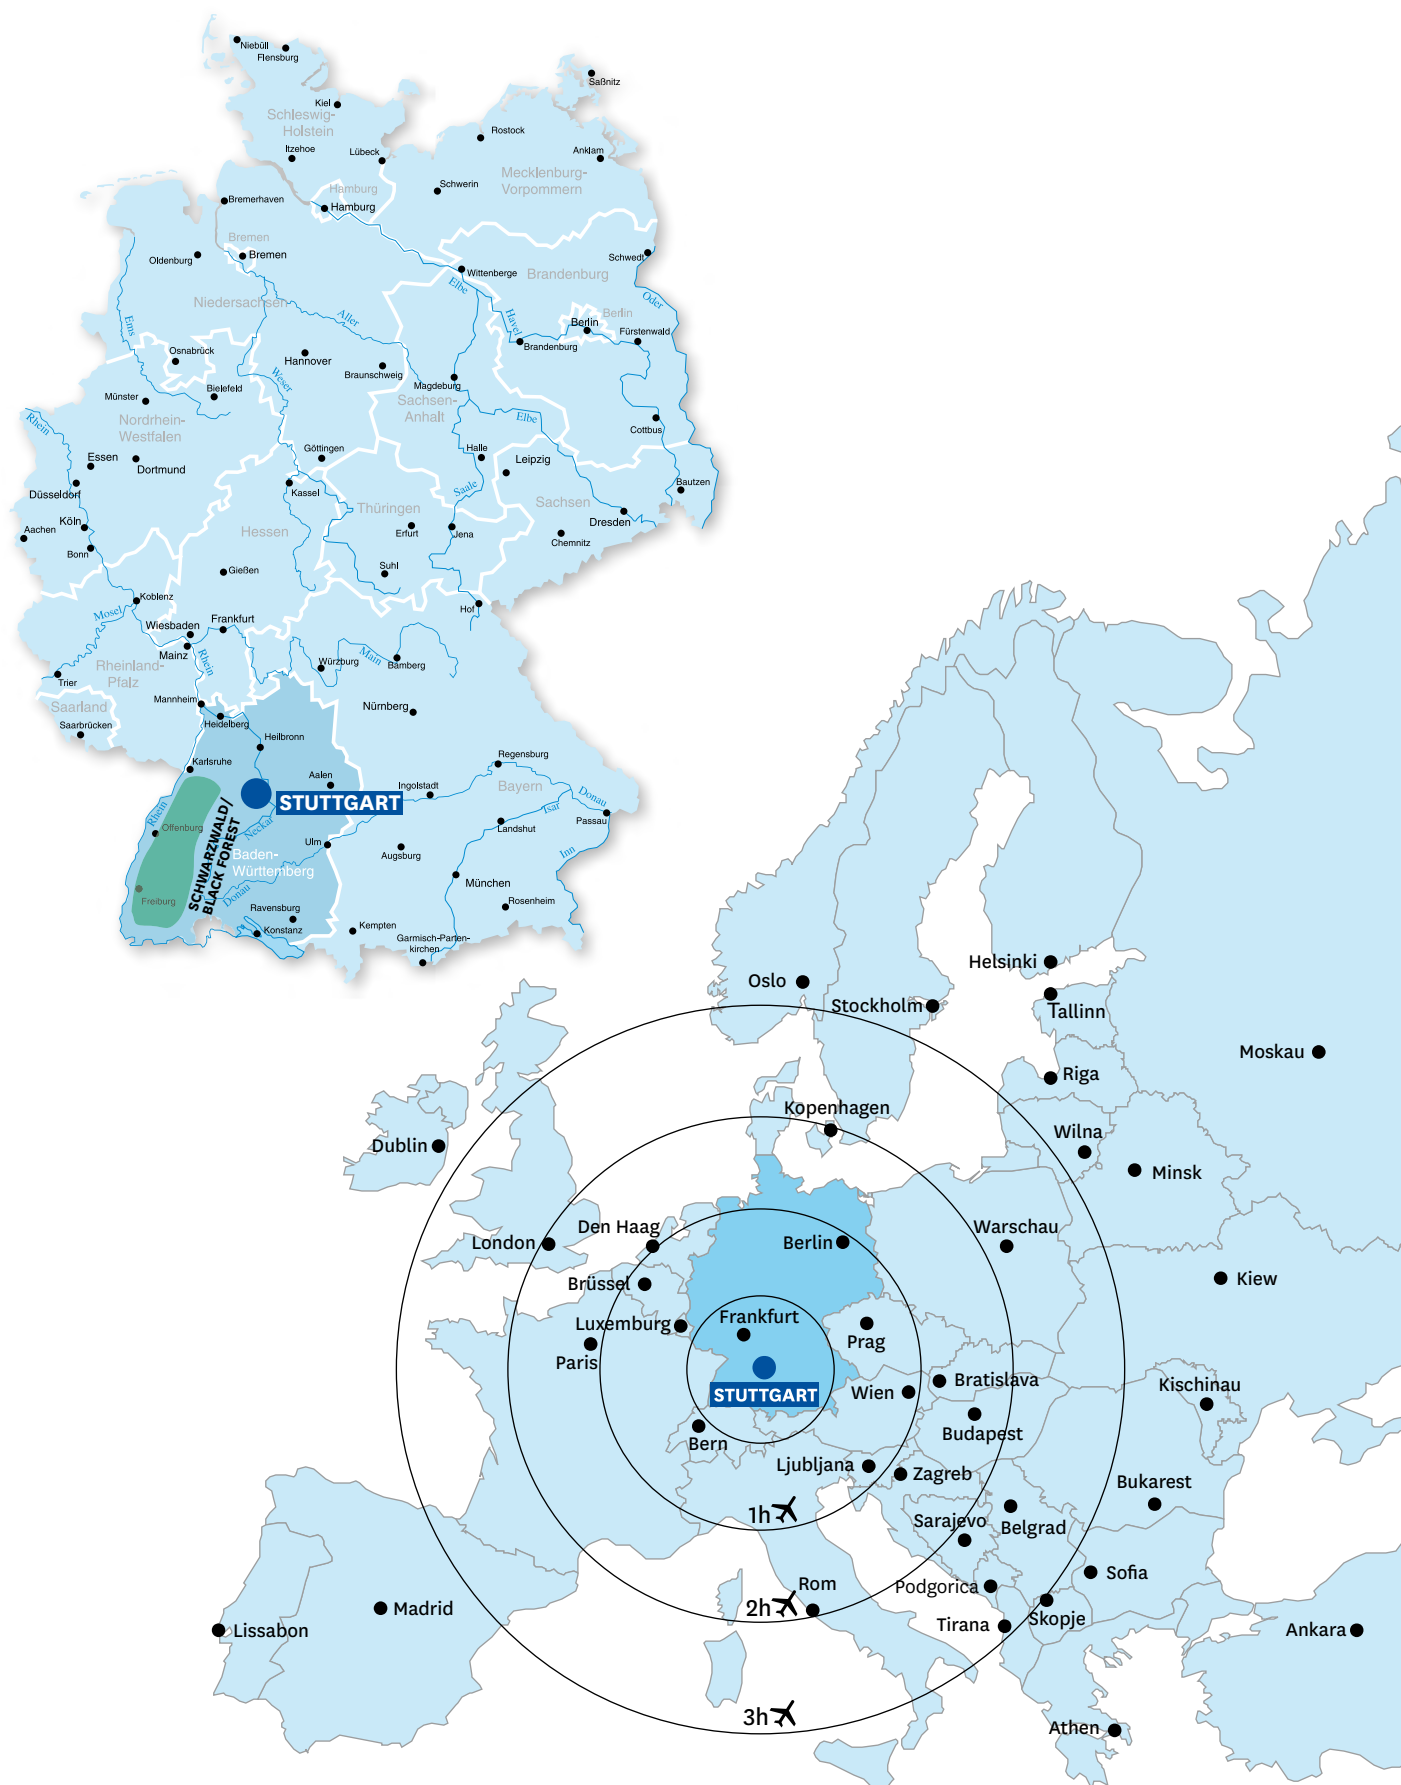 Niebüll
Flensburg
Saßnitz
Kiel
Schleswig-
Holstein
Rostock
Itzehoe
Lübeck
Anklam
Mecklenburg-
Vorpommern
Schwerin
Hamburg
Bremerhaven
Hamburg
Bremen
Bremen
Oldenburg
Schwedt
Wittenberge
Brandenburg
Elbe
Oder
Niedersachsen
Aller
Havel
Berlin
Berlin
Ems
Fürstenwald
Brandenburg
Osnabrück
Hannover
Braunschweig
Weser
Magdeburg
Bielefeld
Münster
Sachsen-
Anhalt
Rhein
Nordrhein-
Westfalen
Elbe
Cottbus
Göttingen
Halle
Leipzig
Essen
Dortmund
Bautzen
Düsseldorf
Kassel
Saale
Thüringen
Sachsen
Köln
Aachen
Hessen
Erfurt
Jena
Dresden
Chemnitz
Bonn
Gießen
Suhl
Koblenz
Mosel
Hof
Wiesbaden
Frankfurt
Mainz
Rhein
Main
Würzburg
Bamberg
Rheinland-
Pfalz
Trier
Mannheim
Saarland
Nürnberg
Saarbrücken
Heidelberg
Heilbronn
Regensburg
Karlsruhe
Aalen
Ingolstadt
Bayern
Donau
STUTTGART
Isar
Rhein
Offenburg
Neckar
Landshut
Passau
SCHWARZWALD/
BLACK FOREST
Ulm
Baden-
Württemberg
Augsburg
Inn
München
Donau
Freiburg
Ravensburg
Rosenheim
Konstanz
Kempten
Garmisch-Parten-
kirchen
Helsinki
Oslo
Stockholm
Tallinn
Moskau
Riga
Kopenhagen
Dublin
Wilna
Minsk
Den Haag
London
Berlin
Warschau
Brüssel
Kiew
Luxemburg
Frankfurt
Prag
Paris
STUTTGART
Wien
Bratislava
Kischinau
Bern
Budapest
Ljubljana
Zagreb
Bukarest
1h
Sarajevo
Belgrad
Sofia
Podgorica
Rom
2h
Madrid
Lissabon
Tirana
Skopje
Ankara
3h
Athen